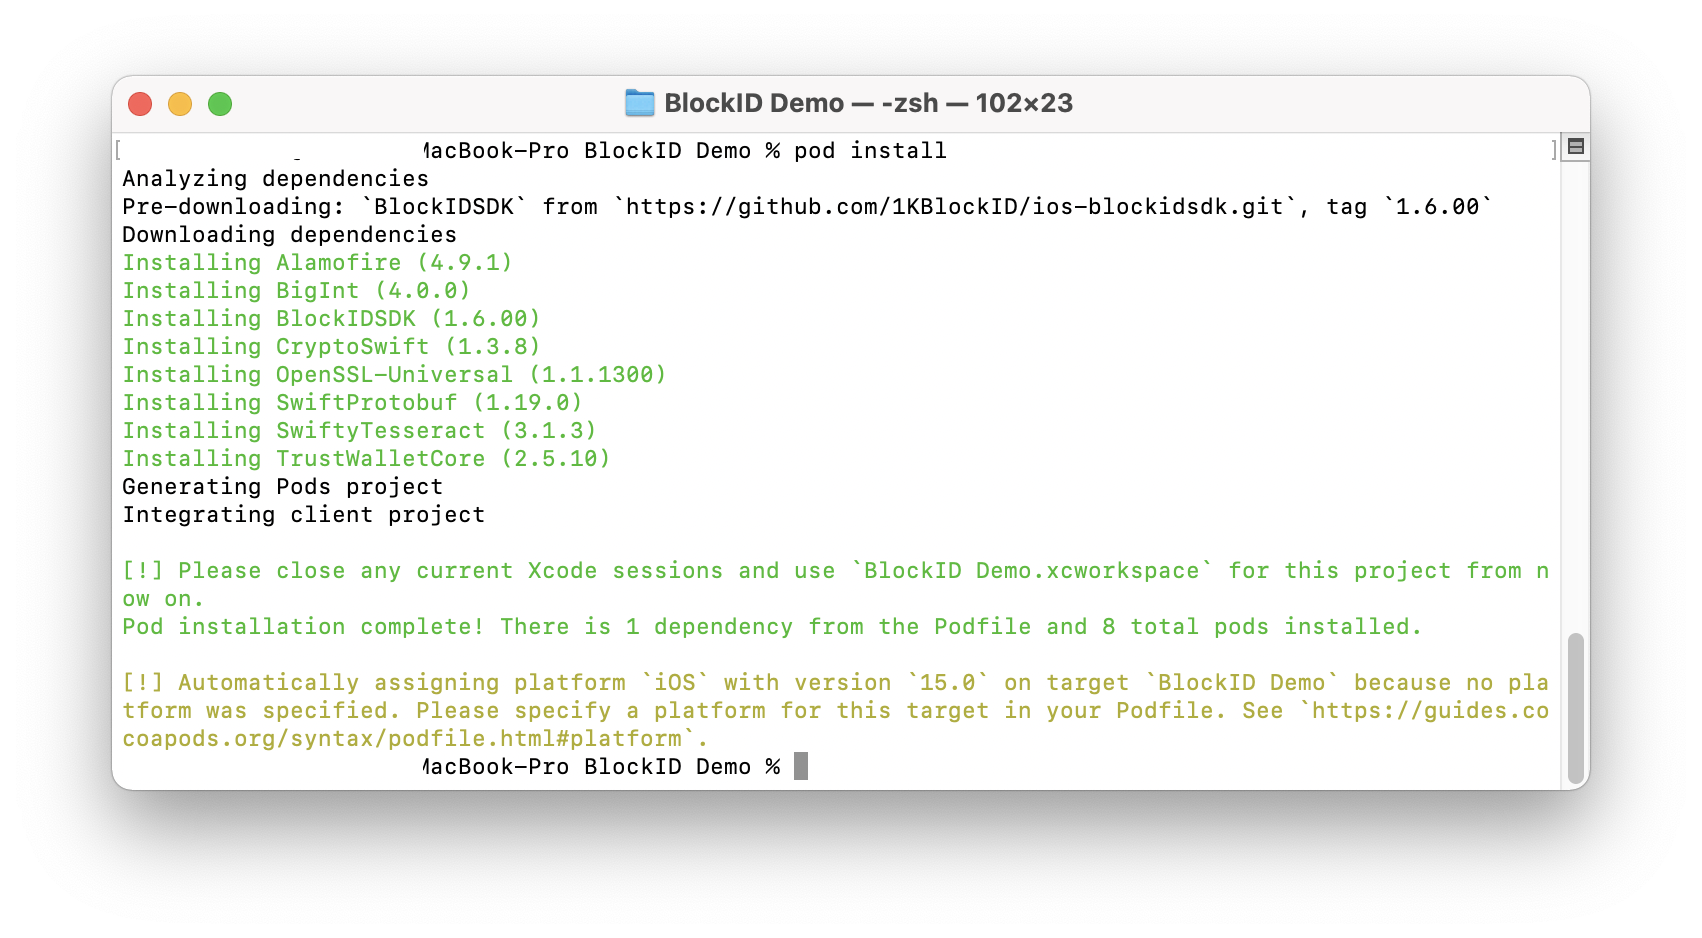 BlockID Demo — -zsh — 102×23
MacBook-Pro BlockID Demo % pod install
Analyzing dependencies
Pre-downloading: `BlockIDSDK` from `https://github.com/1KBlockID/ios-blockidsdk.git`, tag `1.6.00`
Downloading dependencies
Installing Alamofire (4.9.1)
Installing BigInt (4.0.0)
Installing BlockIDSDK (1.6.00)
Installing CryptoSwift (1.3.8)
Installing OpenSSL-Universal (1.1.1300)
Installing SwiftProtobuf (1.19.0)
Installing SwiftyTesseract (3.1.3)
Installing TrustWalletCore (2.5.10)
Generating Pods project
Integrating client project
[!] Please close any current Xcode sessions and use `BlockID Demo.xcworkspace` for this project from n
ow on.
Pod installation complete! There is 1 dependency from the Podfile and 8 total pods installed.
[!] Automatically assigning platform `iOS` with version `15.0` on target `BlockID Demo` because no pla
tform was specified. Please specify a platform for this target in your Podfile. See `https://guides.co
coapods.org/syntax/podfile.html#platform`.
MacBook-Pro BlockID Demo %